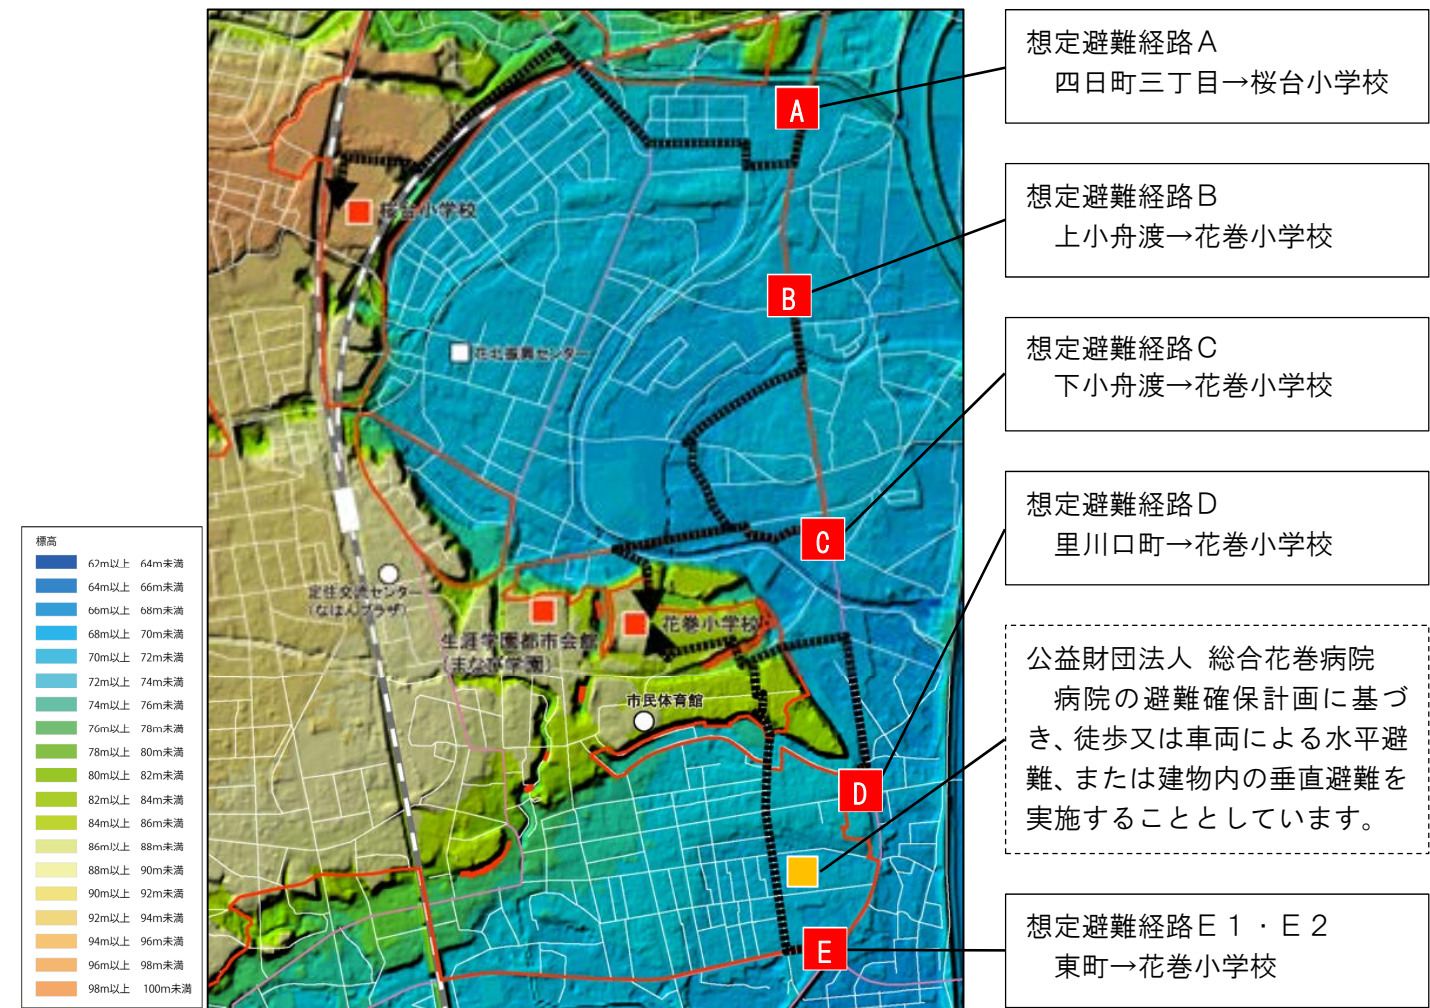 想定避難経路A
四日町三丁目→桜台小学校
想定避難経路B
上小舟渡→花巻小学校
想定避難経路C
下小舟渡→花巻小学校
想定避難経路D
里川口町→花巻小学校
公益財団法人 総合花巻病院
病院の避難確保計画に基づ
き、徒歩又は車両による水平避
難、または建物内の垂直避難を
実施することとしています。
想定避難経路E１・E２
東町→花巻小学校
A
B
C
D
E
桜台小学校
花北振興センター
定住交流センター
(なはんプラザ)
生涯学園都市会館
(まなび学園)
花巻小学校
市民体育館
標高
62m以上 64m未満
64m以上 66m未満
66m以上 68m未満
68m以上 70m未満
70m以上 72m未満
72m以上 74m未満
74m以上 76m未満
76m以上 78m未満
78m以上 80m未満
80m以上 82m未満
82m以上 84m未満
84m以上 86m未満
86m以上 88m未満
88m以上 90m未満
90m以上 92m未満
92m以上 94m未満
94m以上 96m未満
96m以上 98m未満
98m以上 100m未満